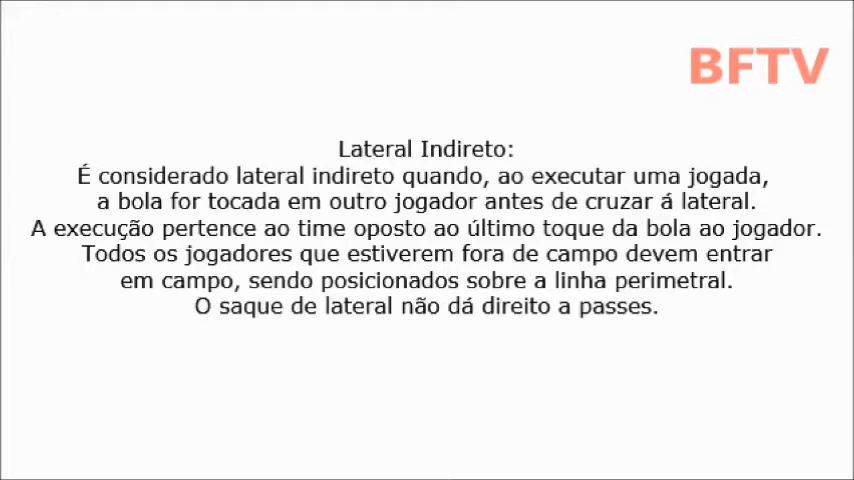 BFTV
Lateral Indireto:
É considerado lateral indireto quando, ao executar uma jogada,
a bola for tocada em outro jogador antes de cruzar á lateral.
A execução pertence ao time oposto ao último toque da bola ao jogador.
Todos os jogadores que estiverem fora de campo devem entrar
em campo, sendo posicionados sobre a linha perimetral.
O saque de lateral não dá direito a passes.